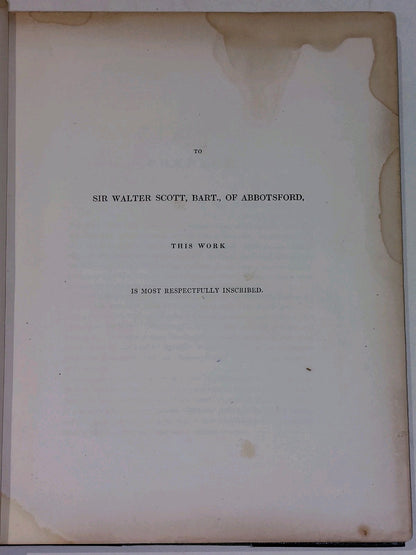 TO
SIR WALTER SCOTT, BART., OF ABBOTSFORD,
THIS WORK
IS MOST RESPECTFULLY INSCRIBED.